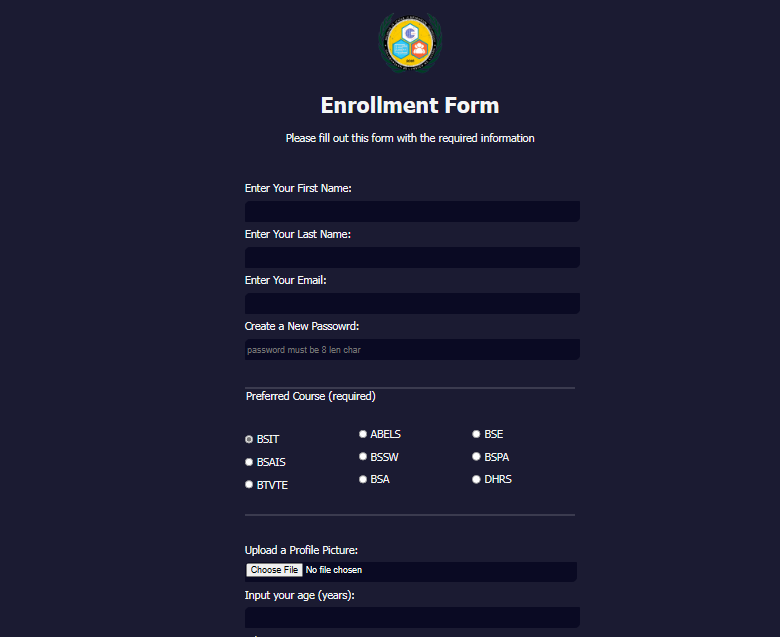 Enrollment Form
Please fill out this form with the required information
Enter Your First Name:
Enter Your Last Name:
Enter Your Email:
Create a New Passowrd:
password must be 8 len char
Preferred Course (required)
BSIT ABELS BSE
BSAIS BSSW BSPA
BTVTE BSA DHRS
Upload a Profile Picture:
Choose File No file chosen
Input your age (years):